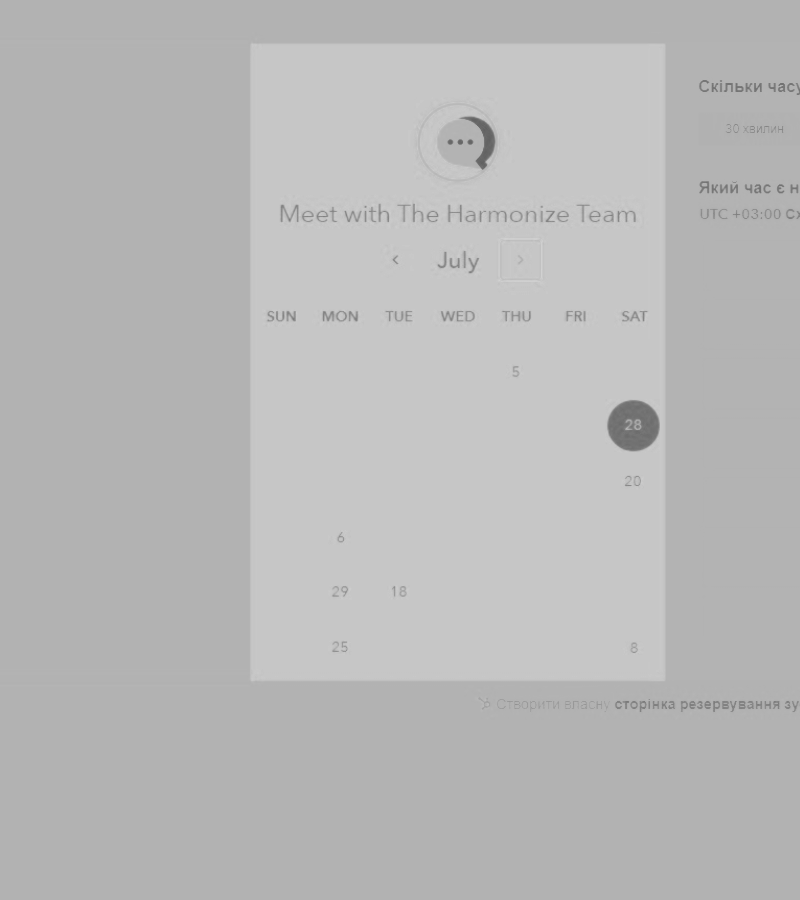 Meet with The Harmonize Team
July
SUN MON TUE WED THU FRI SAT
5
28
20
6
29 18
25 8
Скільки часу
30 хвилин
Який час є н
UTC +03:00 Сх
Створити власну сторінка резервування зу